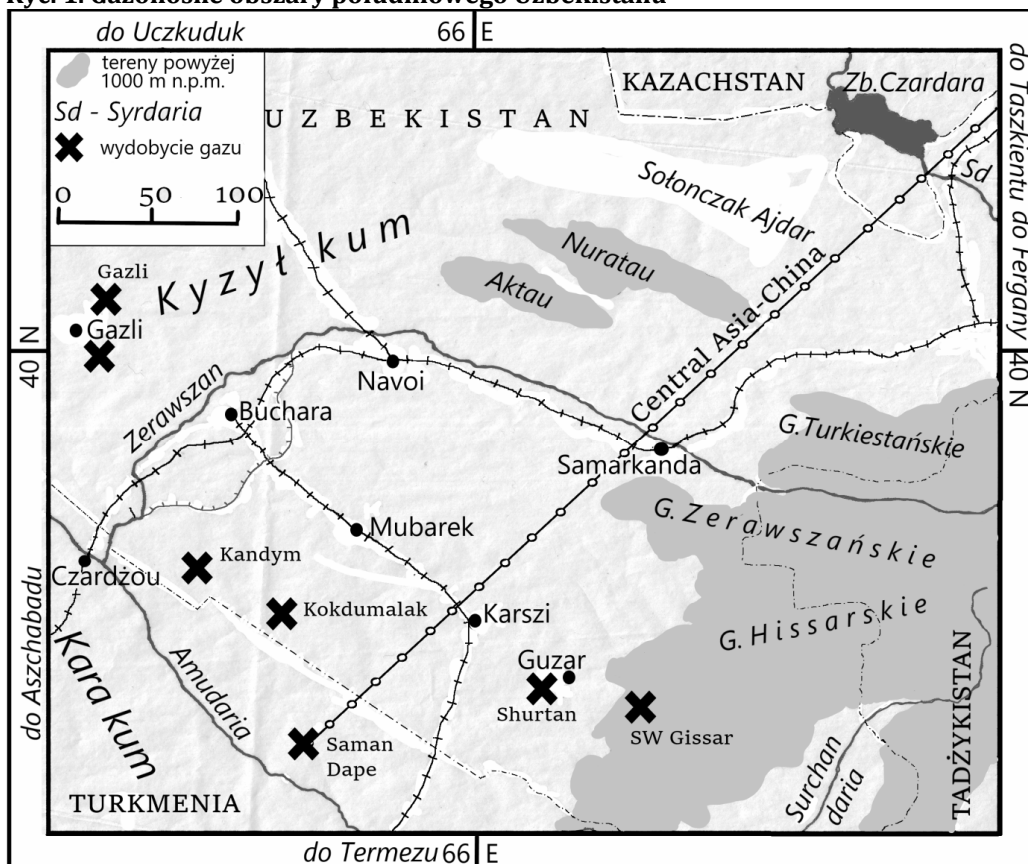 Ryc. 1. Gazonośne obszary południowego Uzbekistanu
do Uczkuduk
66 E
tereny powyżej
1000 m n.p.m.
Sd - Syrdaria
wydobycie gazu
0 50 100
UZBEKISTAN
KAZACHSTAN
Zb.Czardara
do Taszkientu
Sd
Sołonczak Ajdar
Kyzył kum
Nuratau
Aktau
Gazli
Gazli
Central Asia-China
do Fergany
40 N
40 N
Navoi
Zerawszan
Buchara
G.Turkiestańskie
Samarkanda
G. Zerawszańskie
Mubarek
Kandym
Czardżou
Kokdumalak
Karszi
G. Hissarskie
Guzar
Shurtan
SW Gissar
do Aszchabadu
Kara kum
Amudaria
Saman
Dape
TURKMENIA
Surchan
daria
TADŻYKISTAN
do Termezu
66 E